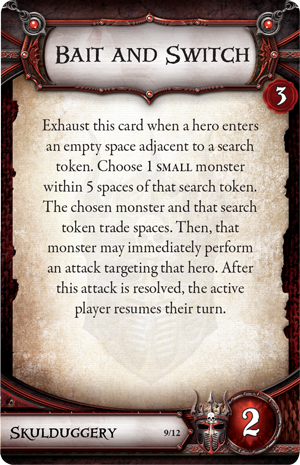 Bait and Switch
3
Exhaust this card when a hero enters
an empty space adjacent to a search
token. Choose 1 small monster
within 5 spaces of that search token.
The chosen monster and that search
token trade spaces. Then, that
monster may immediately perform
an attack targeting that hero. After
this attack is resolved, the active
player resumes their turn.
Skulduggery
9/12
2